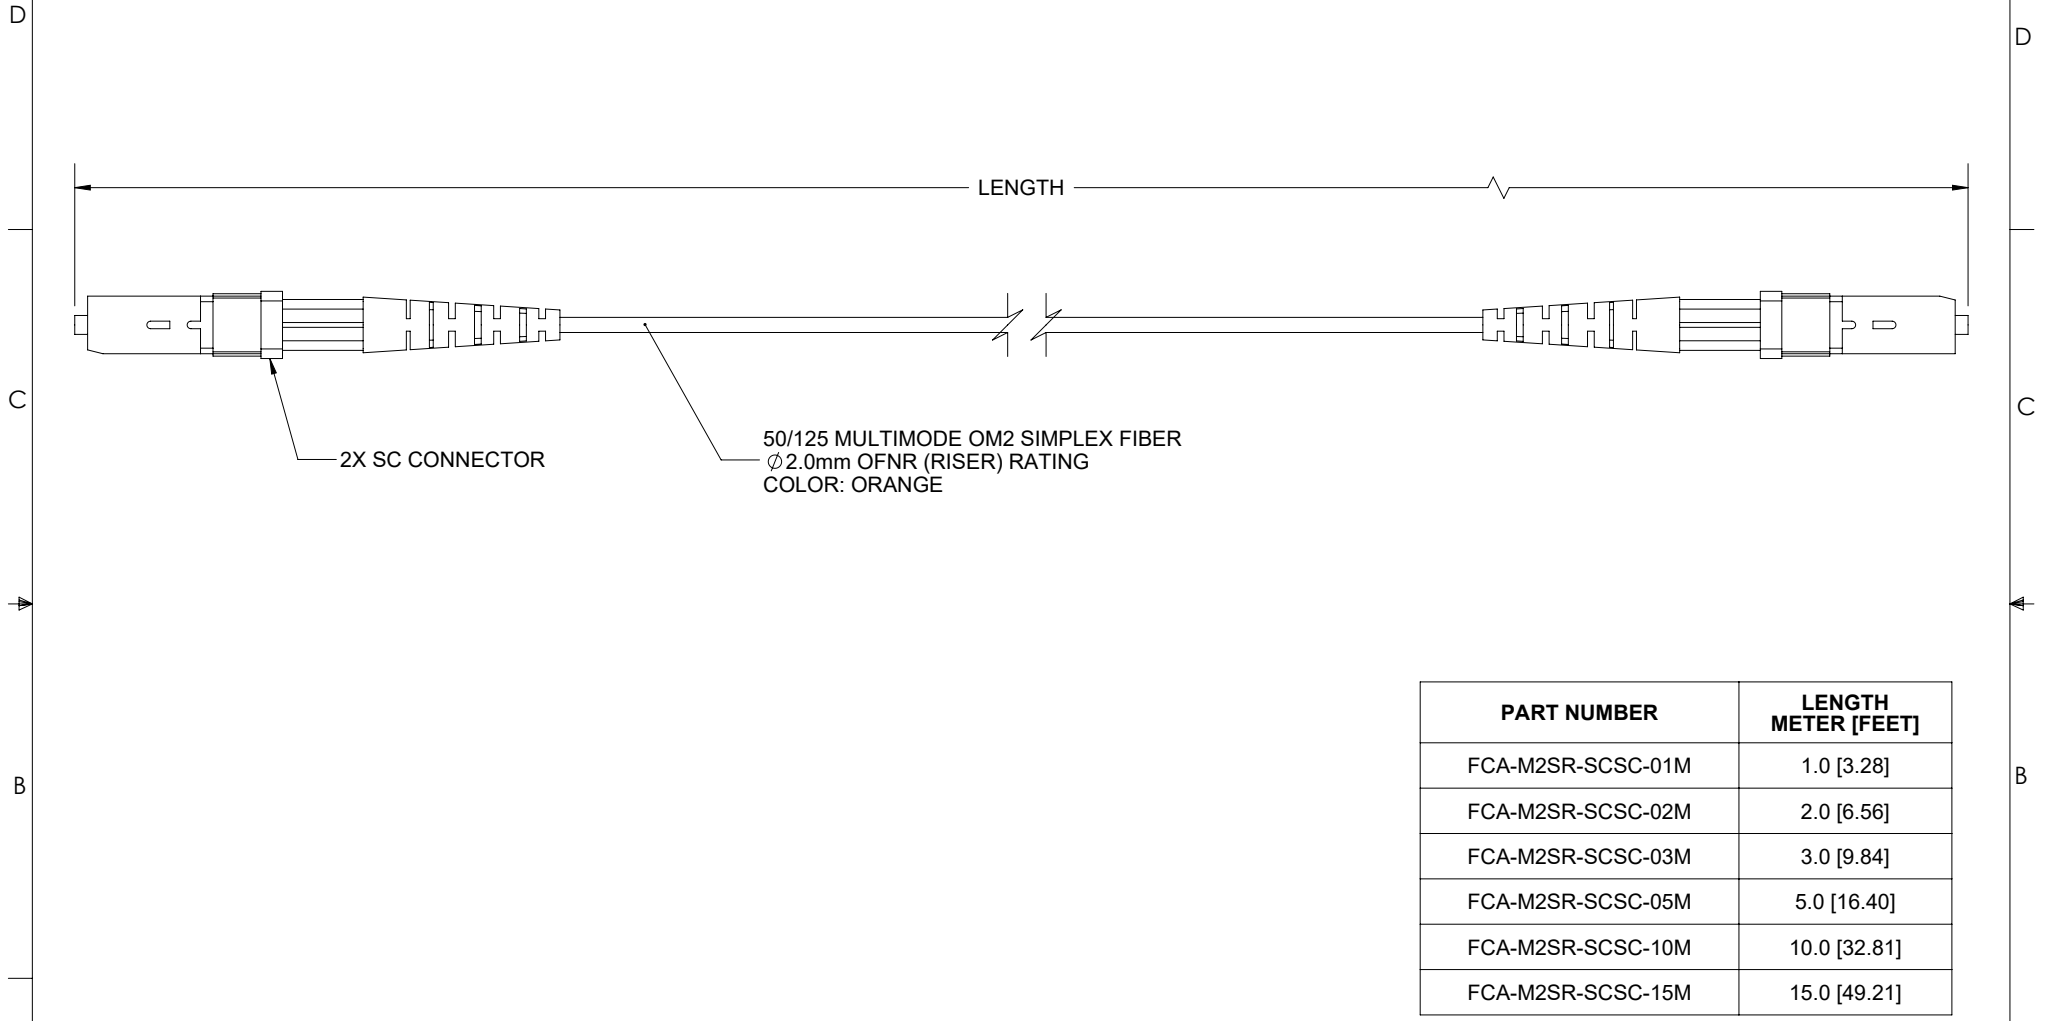 D
D
LENGTH
C
C
2X SC CONNECTOR
50/125 MULTIMODE OM2 SIMPLEX FIBER
∅2.0mm OFNR (RISER) RATING
COLOR: ORANGE
B
B
PART NUMBER
LENGTH
METER [FEET]
FCA-M2SR-SCSC-01M 1.0 [3.28]
FCA-M2SR-SCSC-02M 2.0 [6.56]
FCA-M2SR-SCSC-03M 3.0 [9.84]
FCA-M2SR-SCSC-05M 5.0 [16.40]
FCA-M2SR-SCSC-10M 10.0 [32.81]
FCA-M2SR-SCSC-15M 15.0 [49.21]